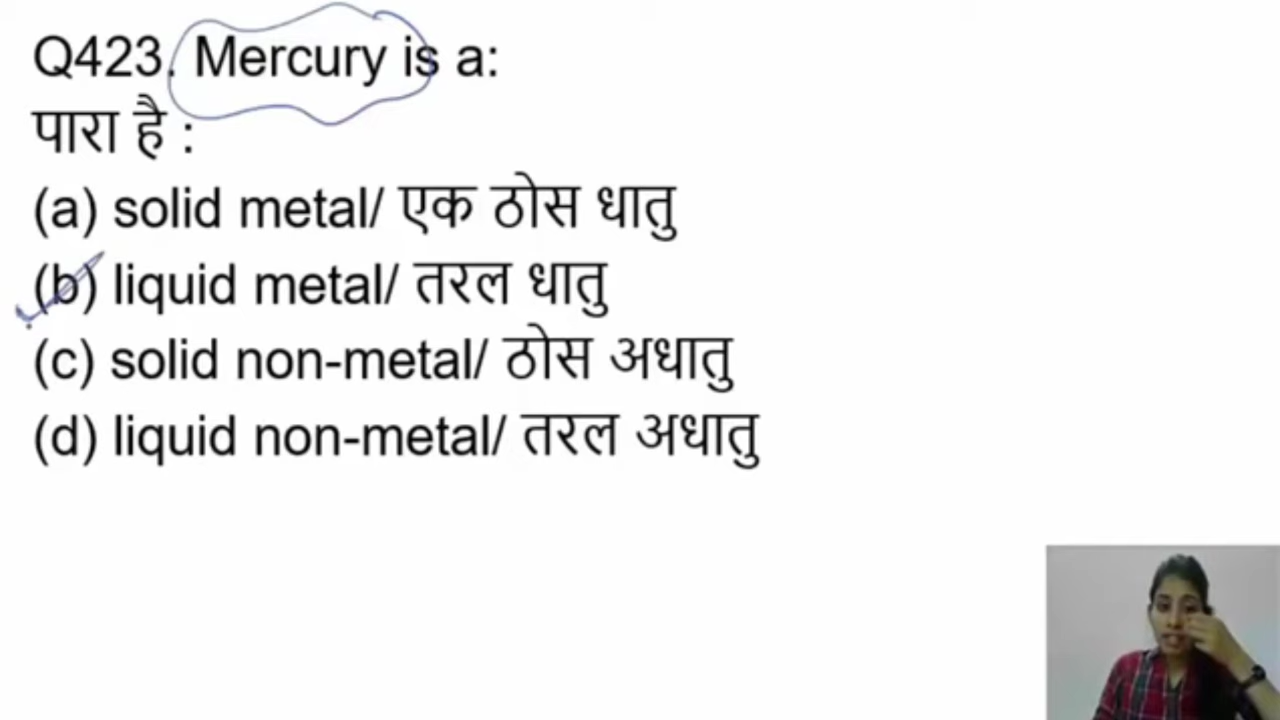 Q423. Mercury is a:
पारा है :
(a) solid metal/ एक ठोस धातु
(b) liquid metal/ तरल धातु
(c) solid non-metal/ ठोस अधातु
(d) liquid non-metal/ तरल अधातु